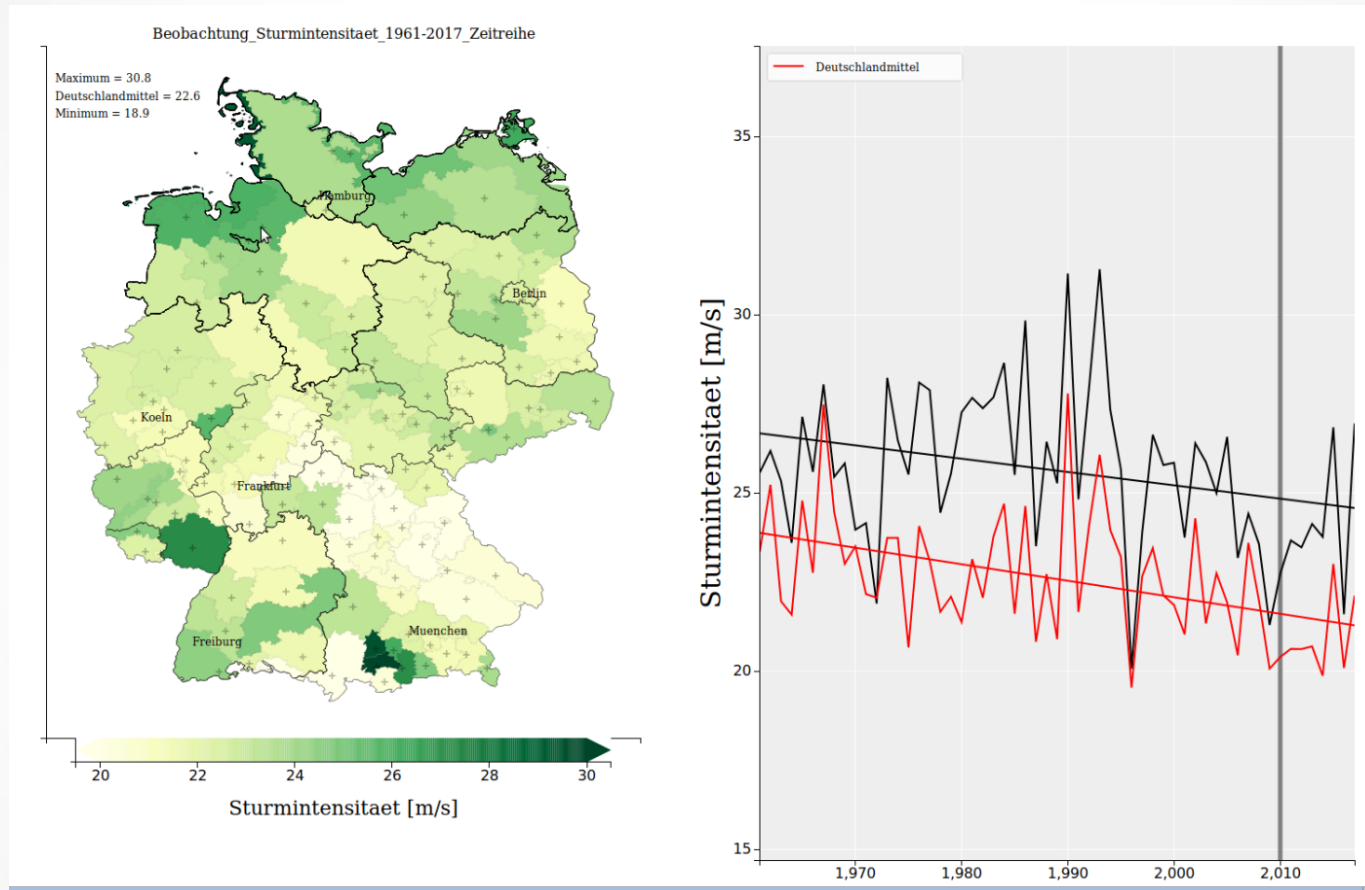 Beobachtung_Sturmintensitaet_1961-2017_Zeitreihe
Maximum = 30.8
Deutschlandmittel = 22.6
Minimum = 18.9
Hamburg
Berlin
Koeln
Frankfurt
Muenchen
Freiburg
20 22 24 26 28 30
Sturmintensitaet [m/s]
Deutschlandmittel
35
30
25
20
15
Sturmintensitaet [m/s]
1,970 1,980 1,990 2,000 2,010